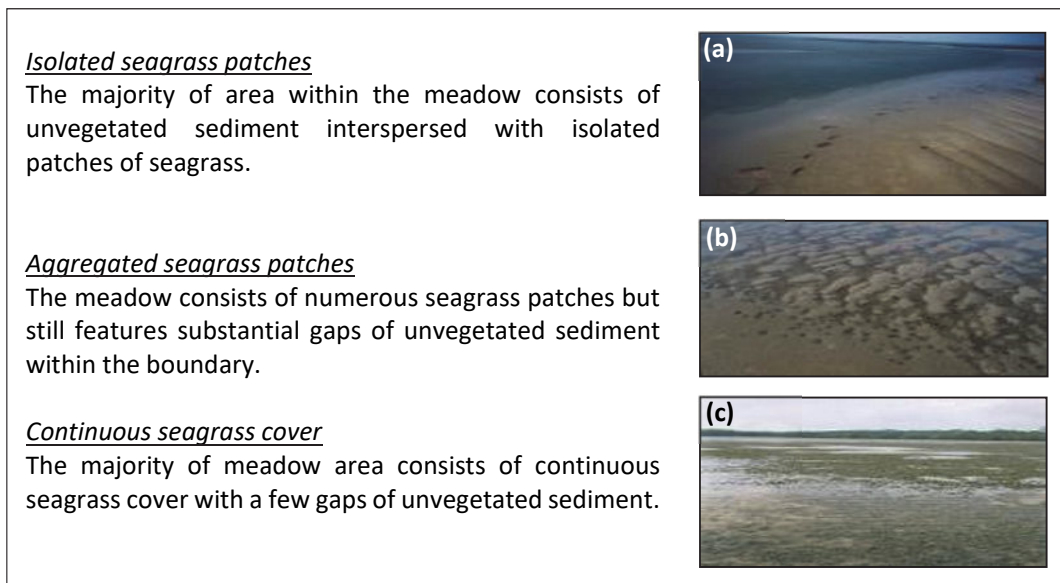 Isolated seagrass patches
(a)
The majority of area within the meadow consists of
unvegetated sediment interspersed with isolated
patches of seagrass.
Aggregated seagrass patches
(b)
The meadow consists of numerous seagrass patches but
still features substantial gaps of unvegetated sediment
within the boundary.
Continuous seagrass cover
(c)
The majority of meadow area consists of continuous
seagrass cover with a few gaps of unvegetated sediment.